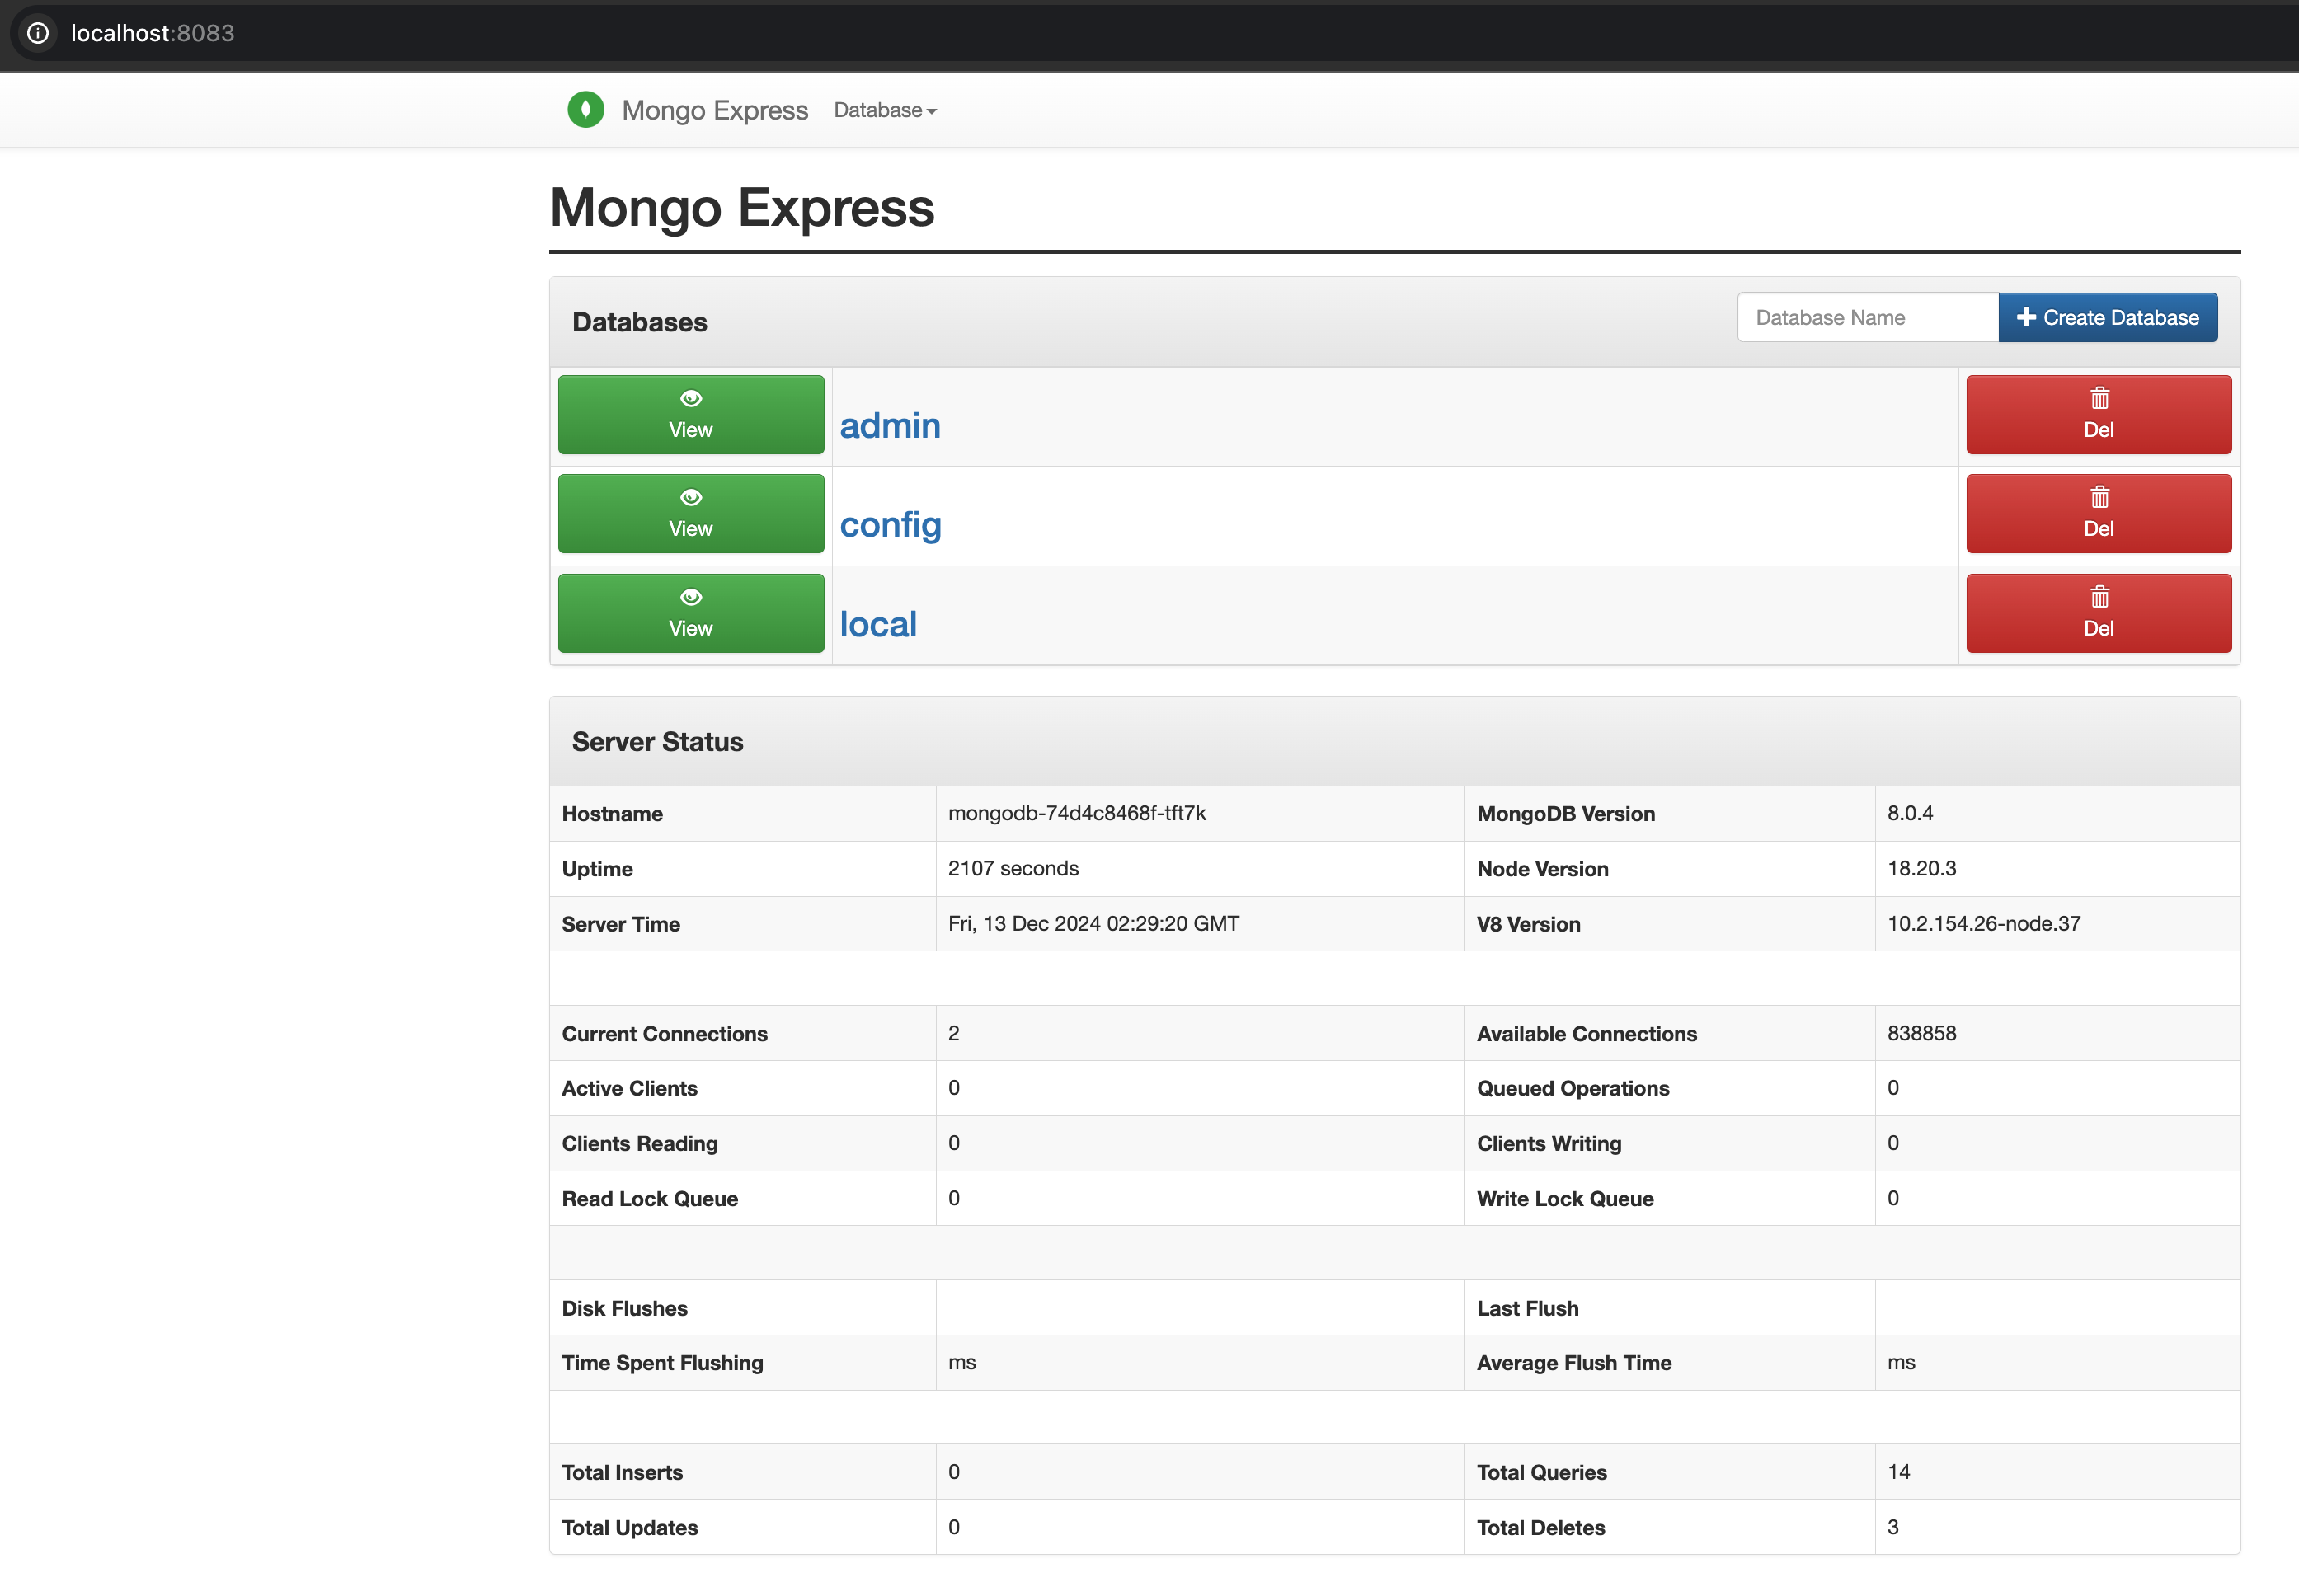 localhost:8083
Mongo Express Database
Mongo Express
Databases Database Name Create Database
View admin Del
View config Del
View local Del
Server Status
Hostname mongodb-74d4c8468f-tft7k MongoDB Version 8.0.4
Uptime 2107 seconds Node Version 18.20.3
Server Time Fri, 13 Dec 2024 02:29:20 GMT V8 Version 10.2.154.26-node.37
Current Connections 2 Available Connections 838858
Active Clients 0 Queued Operations 0
Clients Reading 0 Clients Writing 0
Read Lock Queue 0 Write Lock Queue 0
Disk Flushes Last Flush
Time Spent Flushing ms Average Flush Time ms
Total Inserts 0 Total Queries 14
Total Updates 0 Total Deletes 3